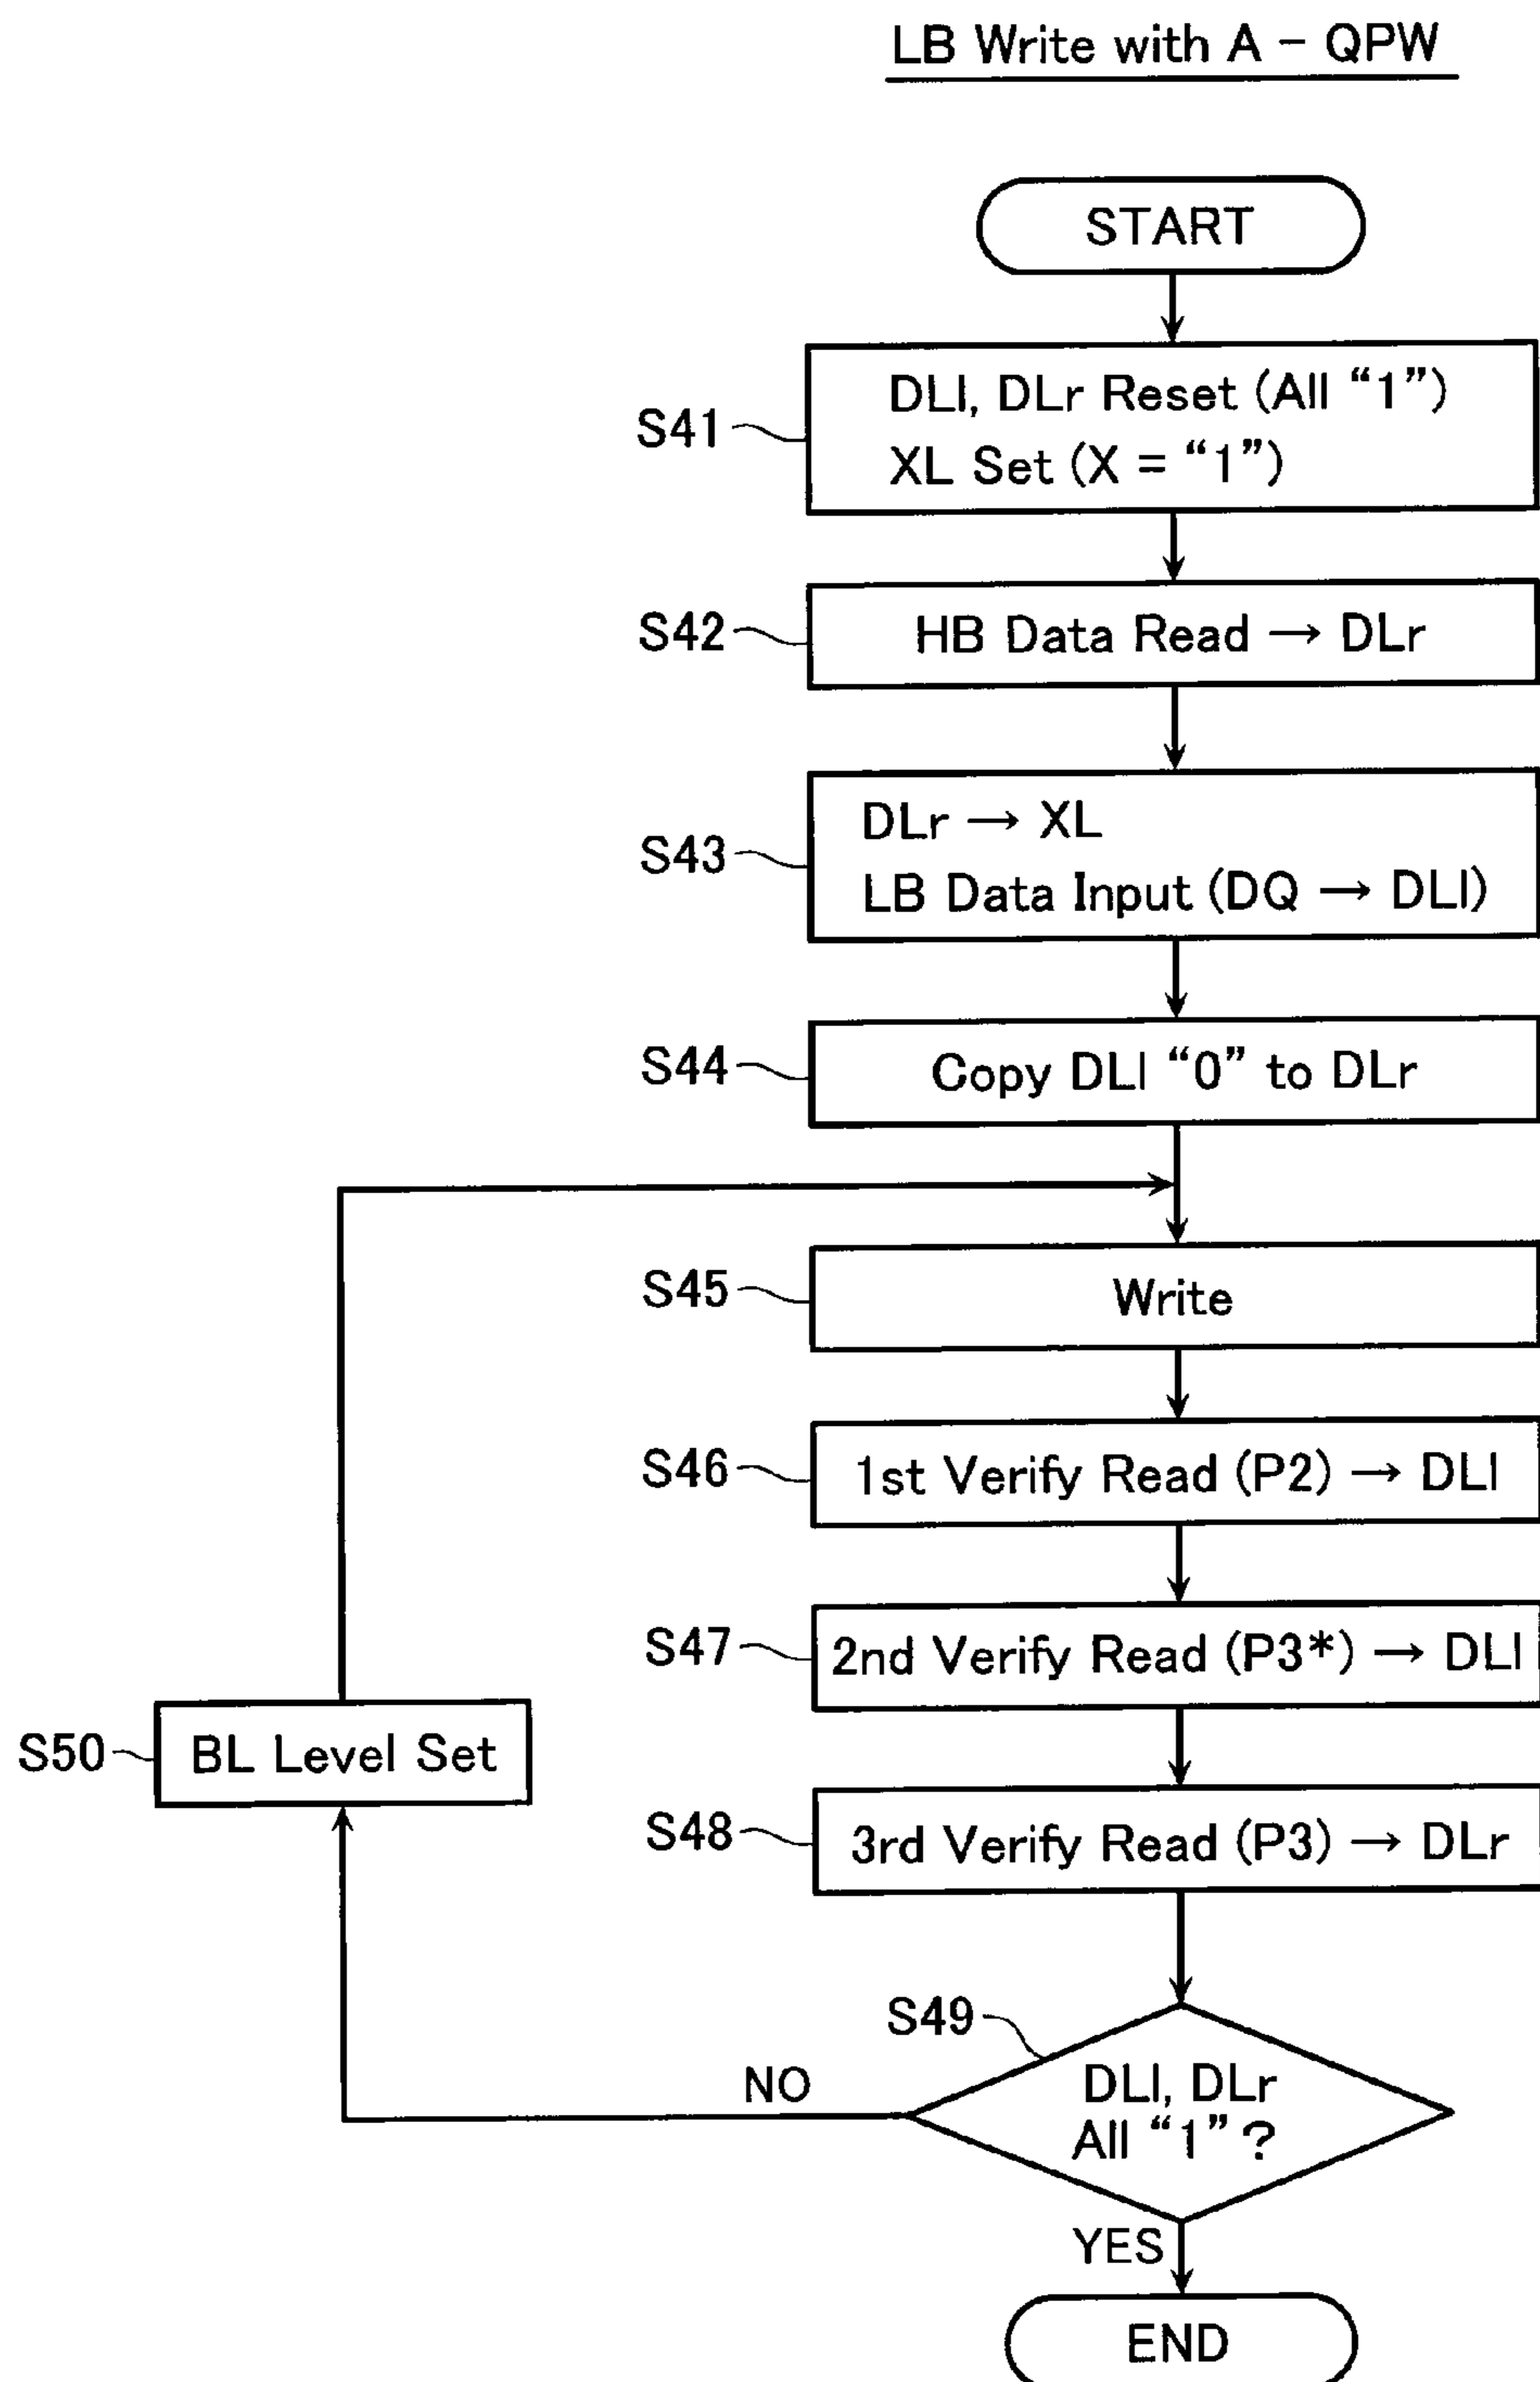 LB Write with A - QPW
START
S41
DLl, DLr Reset (All “1”)
XL Set (X = “1”)
S42
HB Data Read → DLr
S43
DLr → XL
LB Data Input (DQ → DLl)
S44
Copy DLl “0” to DLr
S45
Write
S46
1st Verify Read (P2) → DLl
S47
2nd Verify Read (P3*) → DLl
S50
BL Level Set
S48
3rd Verify Read (P3) → DLr
S49
NO
DLl, DLr
All “1” ?
YES
END